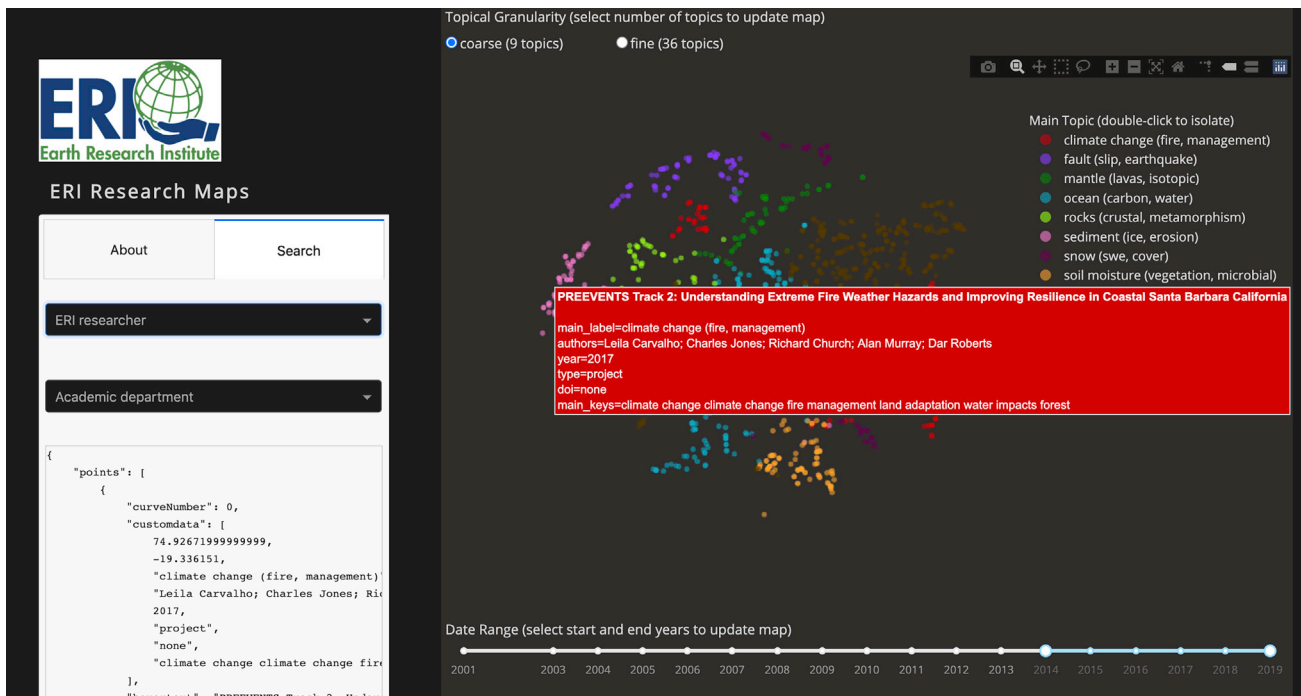 Topical Granularity (select number of topics to update map)
coarse (9 topics) fine (36 topics)
ERI
Earth Research Institute
ERI Research Maps
About Search
ERI researcher
Academic department
{
"points": [
{
"curveNumber": 0,
"customdata": [
74.92671999999999,
-19.336151,
"climate change (fire, management)"
"Leila Carvalho; Charles Jones; Ric
2017,
"project",
"none",
"climate change climate change fire
],
Main Topic (double-click to isolate)
climate change (fire, management)
fault (slip, earthquake)
mantle (lavas, isotopic)
ocean (carbon, water)
rocks (crustal, metamorphism)
sediment (ice, erosion)
snow (swe, cover)
soil moisture (vegetation, microbial)
PREEVENTS Track 2: Understanding Extreme Fire Weather Hazards and Improving Resilience in Coastal Santa Barbara California
main_label=climate change (fire, management)
authors=Leila Carvalho; Charles Jones; Richard Church; Alan Murray; Dar Roberts
year=2017
type=project
doi=none
main_keys=climate change climate change fire management land adaptation water impacts forest
Date Range (select start and end years to update map)
2001 2003 2004 2005 2006 2007 2008 2009 2010 2011 2012 2013 2014 2015 2016 2017 2018 2019